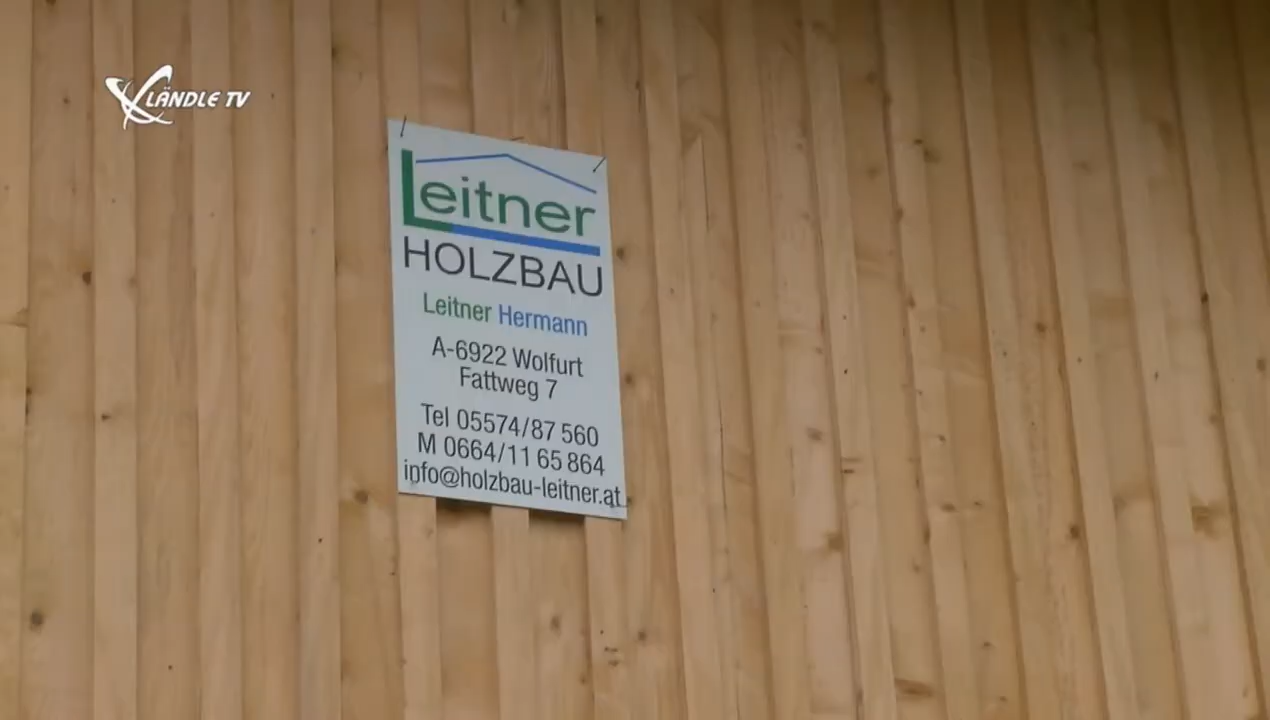 LÄNDLE TV
Leitner
HOLZBAU
Leitner Hermann
A-6922 Wolfurt
Fattweg 7
Tel 05574/87 560
M 0664/11 65 864
info@holzbau-leitner.at